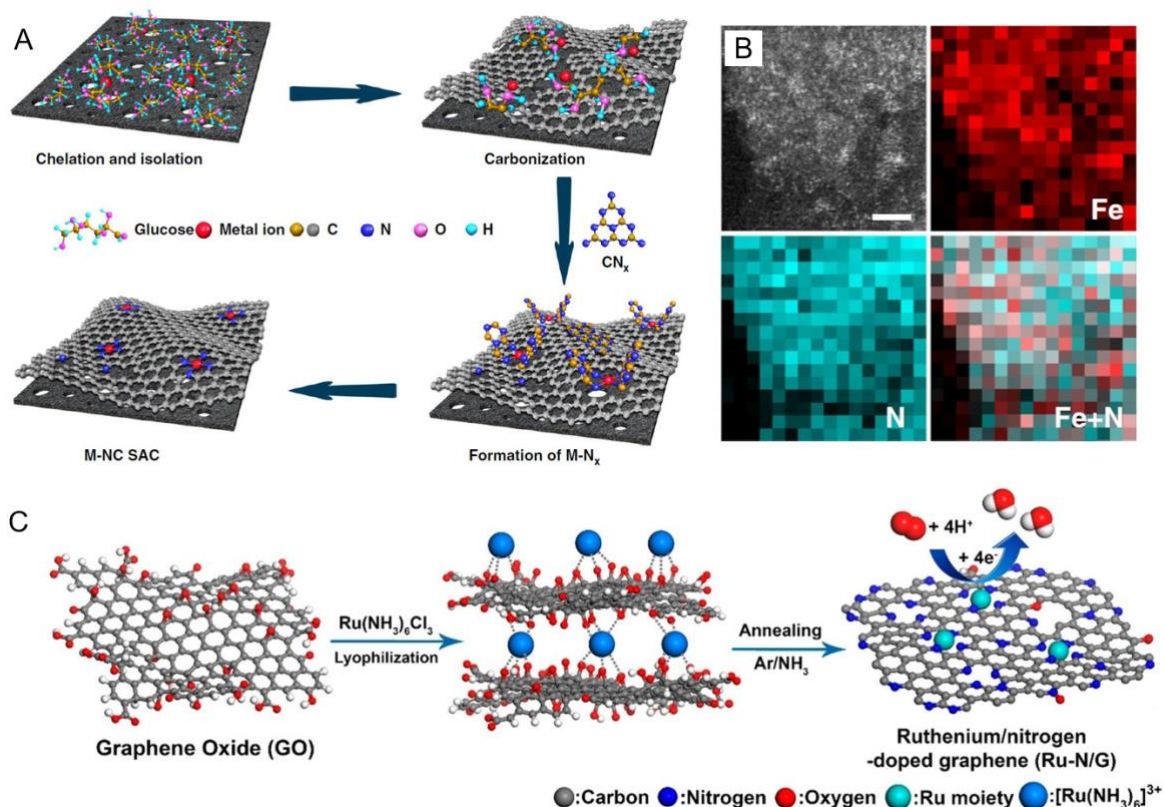 A
Chelation and isolation
Carbonization
Glucose Metal ion C N O H
CNₓ
M-NC SAC
Formation of M-Nₓ
B
Fe
N
Fe+N
C
Graphene Oxide (GO)
Ru(NH₃)₆Cl₃
Lyophilization
Annealing
Ar/NH₃
+ 4H⁺
+ 4e⁻
Ruthenium/nitrogen
-doped graphene (Ru-N/G)
:Carbon :Nitrogen :Oxygen :Ru moiety :[Ru(NH₃)₆]³⁺